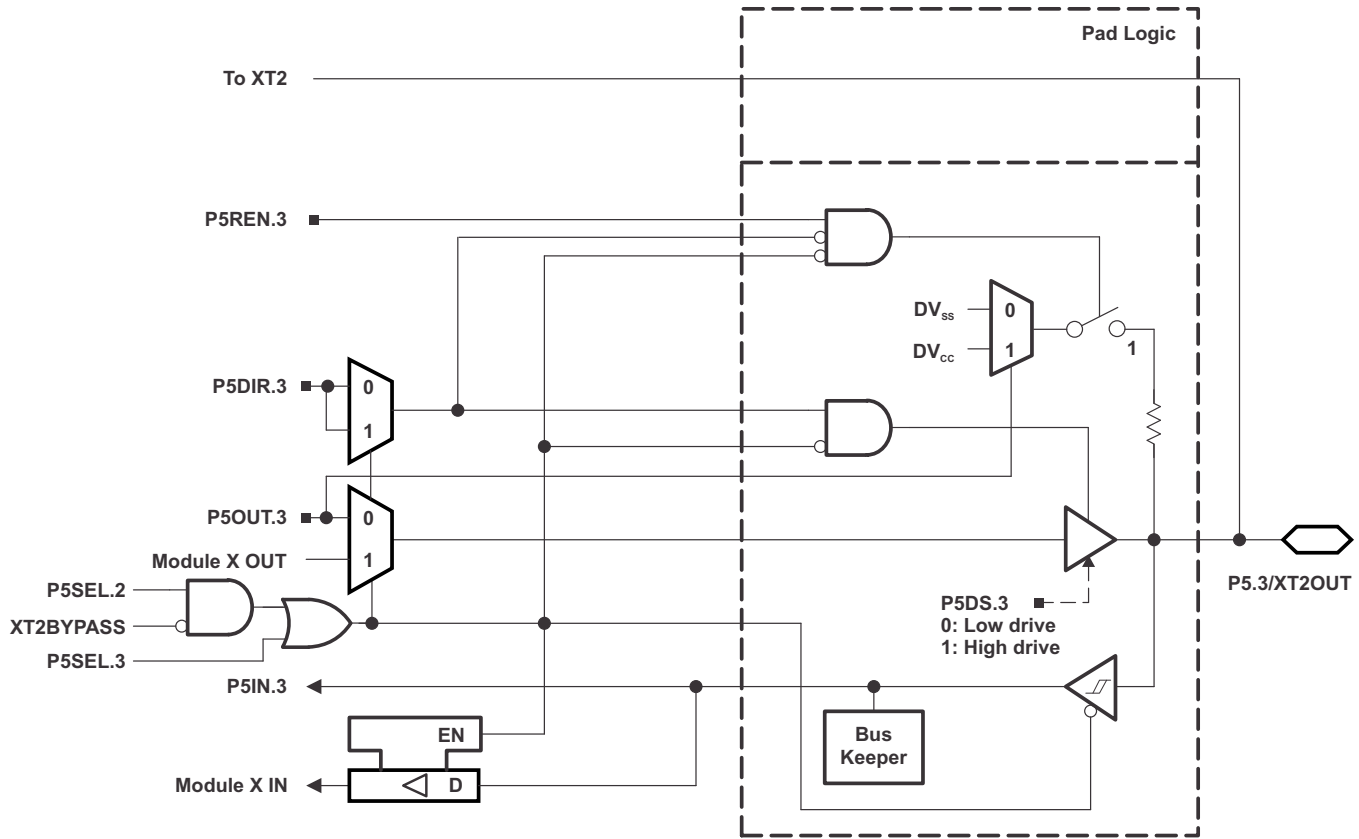 Pad Logic
To XT2
P5REN.3
DVSS
0
DVCC
1
1
P5DIR.3
0
1
P5OUT.3
0
Module X OUT
1
P5SEL.2
XT2BYPASS
P5SEL.3
P5.3/XT2OUT
P5DS.3
0: Low drive
1: High drive
P5IN.3
Bus
Keeper
EN
D
Module X IN